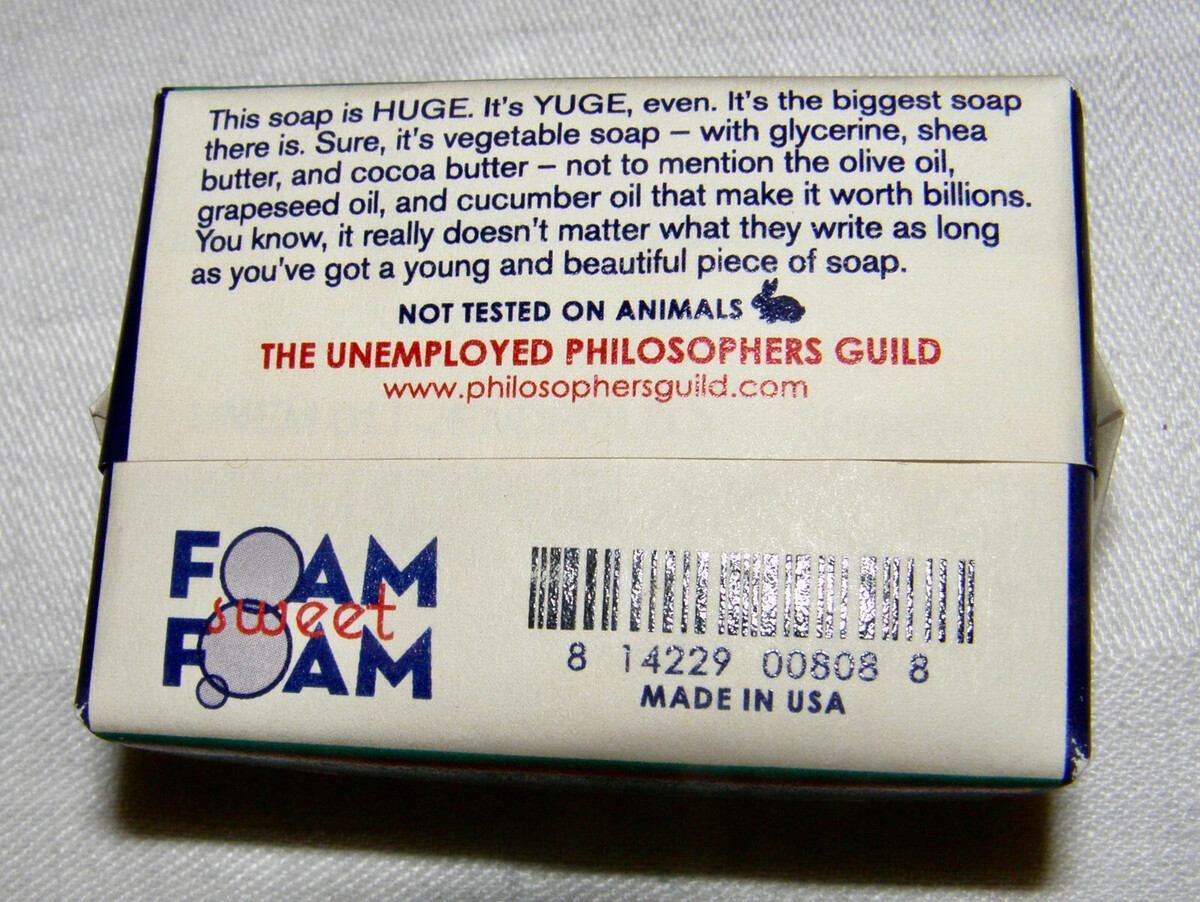 This soap is HUGE. It's YUGE, even. It's the biggest soap
there is. Sure, it's vegetable soap – with glycerine, shea
butter, and cocoa butter – not to mention the olive oil,
grapeseed oil, and cucumber oil that make it worth billions.
You know, it really doesn't matter what they write as long
as you've got a young and beautiful piece of soap.
NOT TESTED ON ANIMALS
THE UNEMPLOYED PHILOSOPHERS GUILD
www.philosophersguild.com
FOAM
sweet
FOAM
8 14229 00808 8
MADE IN USA